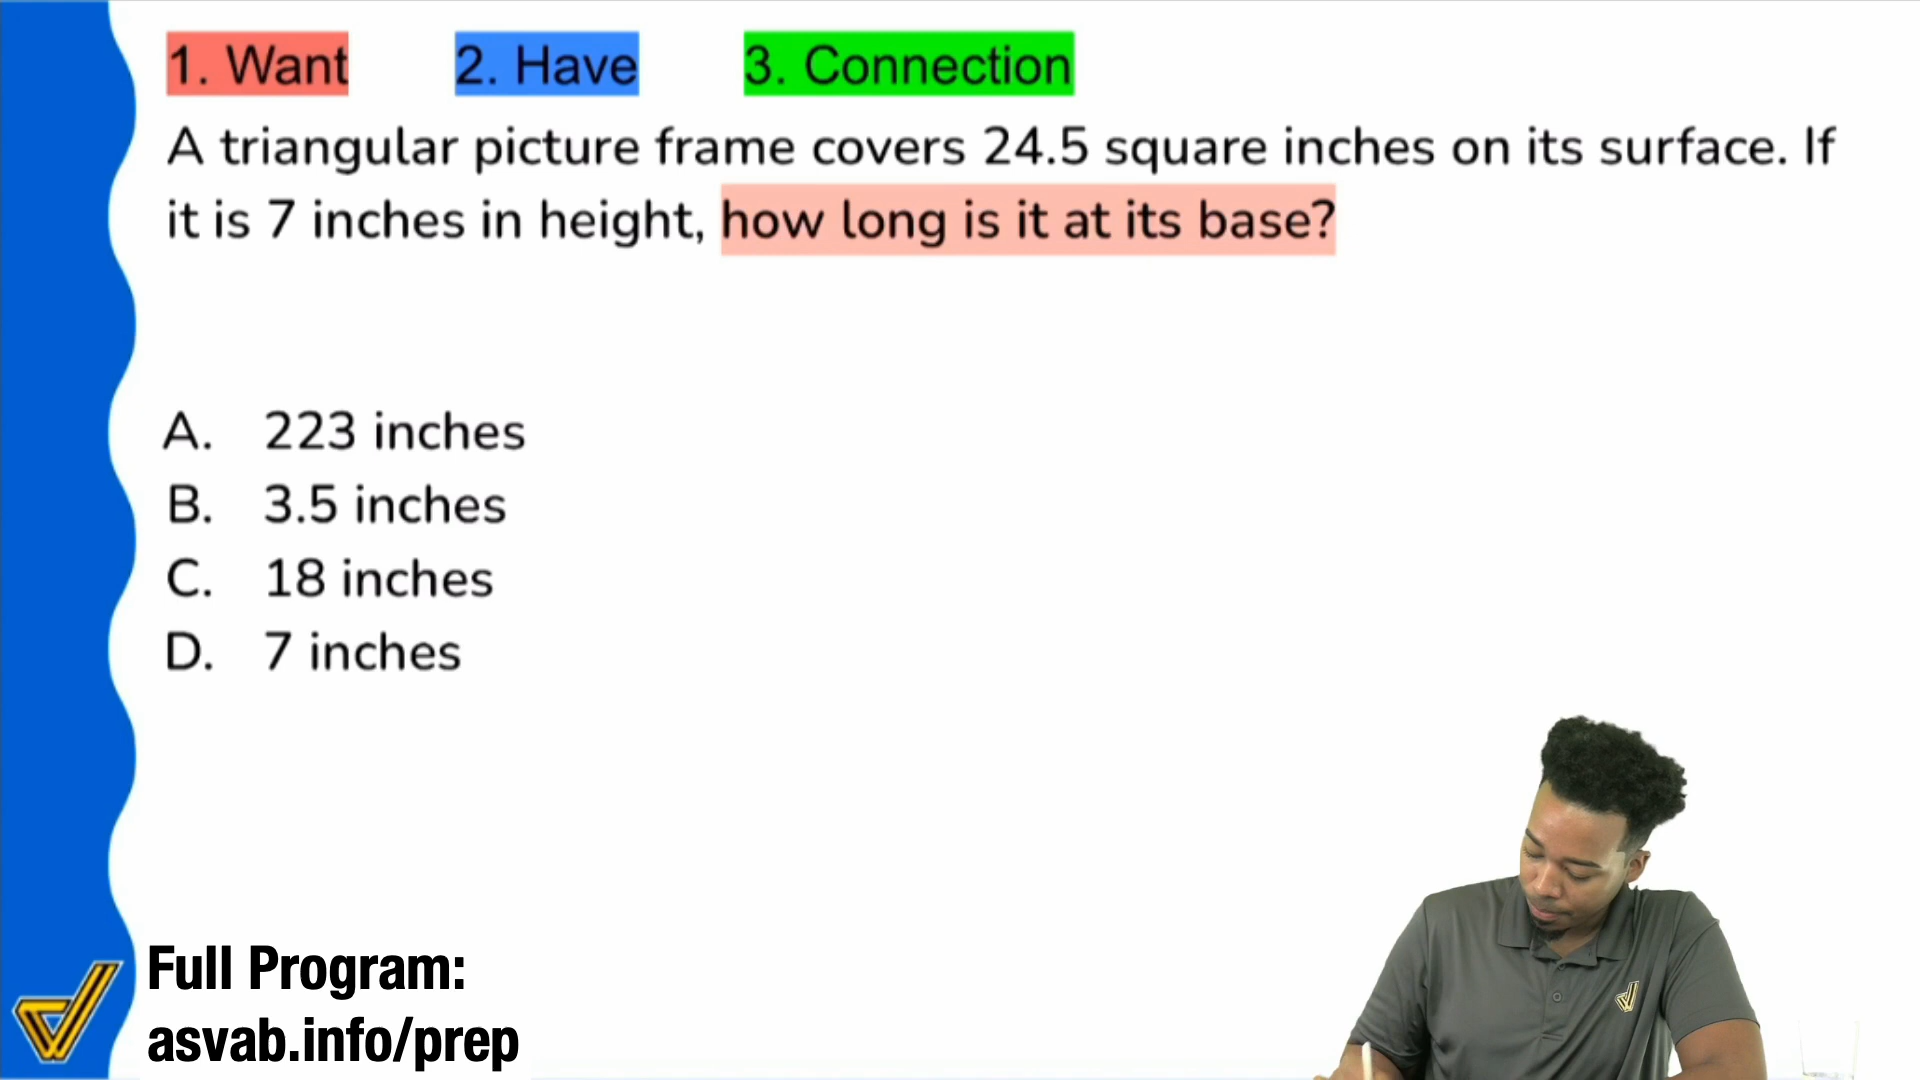 1. Want 2. Have 3. Connection
A triangular picture frame covers 24.5 square inches on its surface. If
it is 7 inches in height, how long is it at its base?
A. 223 inches
B. 3.5 inches
C. 18 inches
D. 7 inches
Full Program:
asvab.info/prep